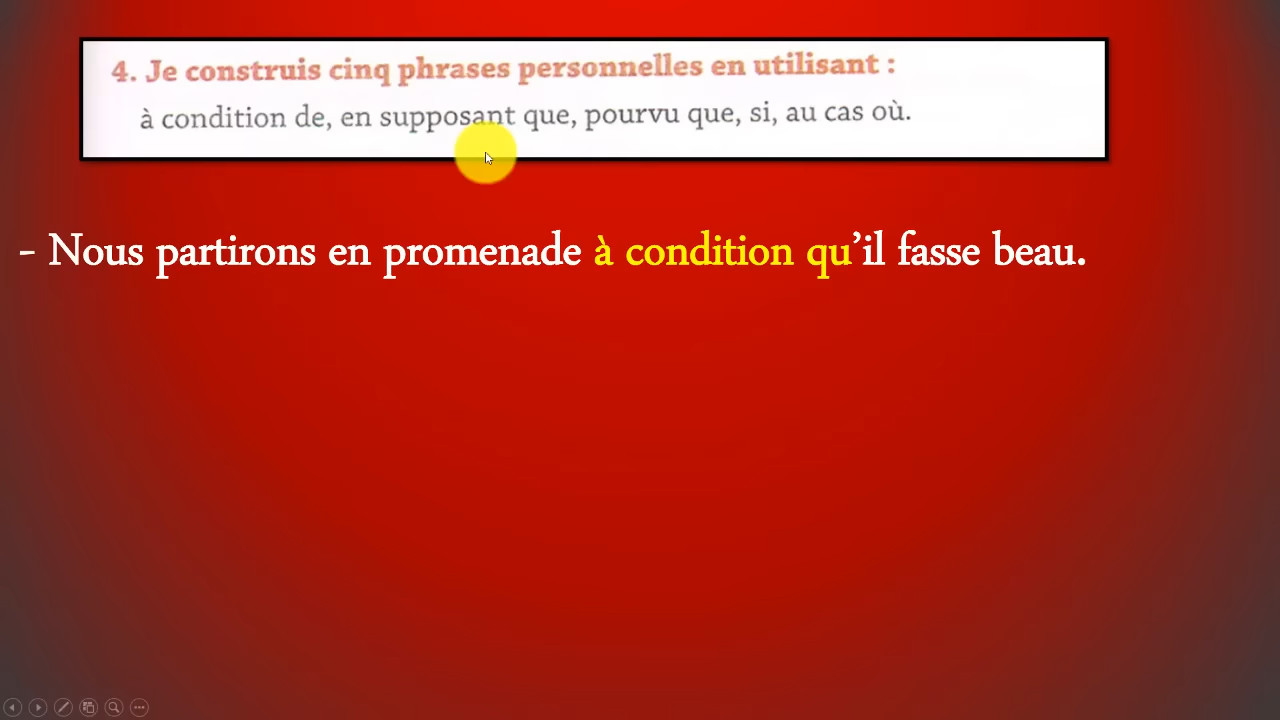 4. Je construis cinq phrases personnelles en utilisant :
à condition de, en supposant que, pourvu que, si, au cas où.
- Nous partirons en promenade à condition qu’il fasse beau.